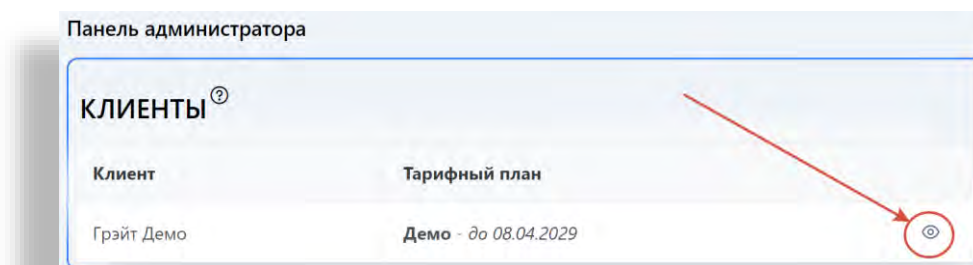 Панель администратора
КЛИЕНТЫ
Клиент Тарифный план
Грэйт Демо Демо - до 08.04.2029